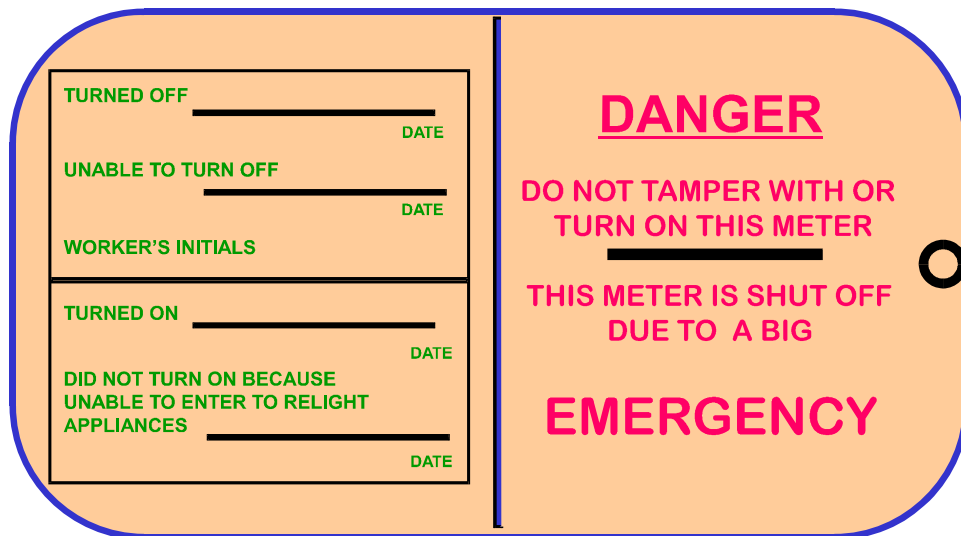 TURNED OFF
DATE
UNABLE TO TURN OFF
DATE
WORKER'S INITIALS
TURNED ON
DATE
DID NOT TURN ON BECAUSE
UNABLE TO ENTER TO RELIGHT
APPLIANCES
DATE
DANGER
DO NOT TAMPER WITH OR
TURN ON THIS METER
THIS METER IS SHUT OFF
DUE TO A BIG
EMERGENCY